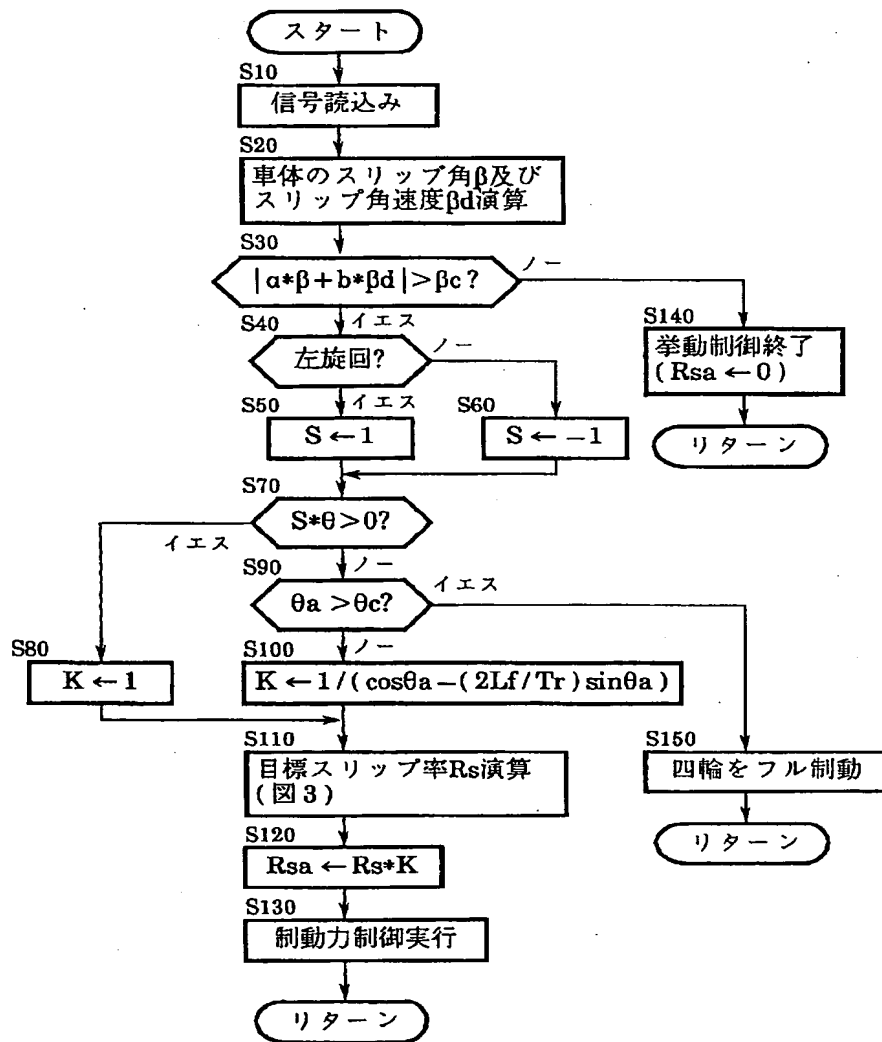 スタート
S10
信号読込み
S20
車体のスリップ角β及び
スリップ角速度βd演算
S30
|a*β+b*βd|>βc?
ノー
イエス
S40
左旋回?
ノー
イエス
S140
挙動制御終了
(Rsa←0)
リターン
S50
S←1
S60
S←-1
S70
S*θ>0?
イエス
ノー
S90
θa>θc?
イエス
ノー
S80
K←1
S100
K←1/(cosθa-(2Lf/Tr)sinθa)
S110
目標スリップ率Rs演算
(図3)
S150
四輪をフル制動
リターン
S120
Rsa←Rs*K
S130
制動力制御実行
リターン